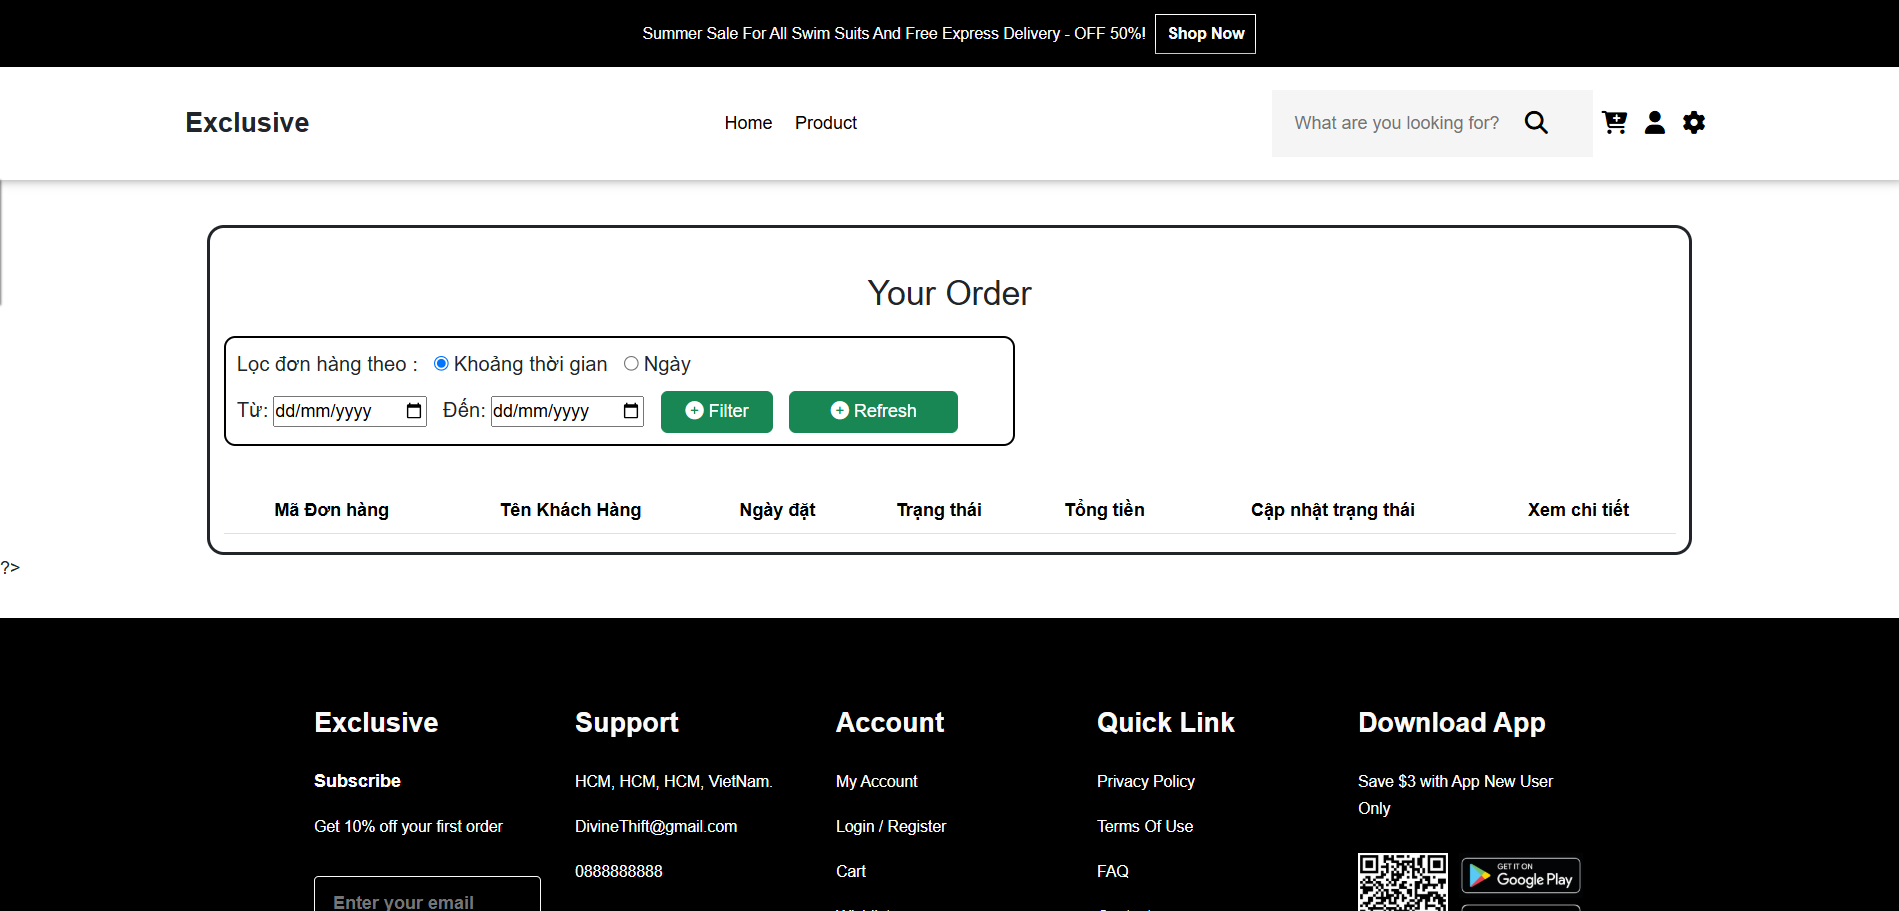 Summer Sale For All Swim Suits And Free Express Delivery - OFF 50%! Shop Now
Exclusive Home Product What are you looking for?
Your Order
Lọc đơn hàng theo : Khoảng thời gian Ngày
Từ: dd/mm/yyyy Đến: dd/mm/yyyy Filter Refresh
Mã Đơn hàng Tên Khách Hàng Ngày đặt Trạng thái Tổng tiền Cập nhật trạng thái Xem chi tiết
?>
Exclusive Support Account Quick Link Download App
Subscribe HCM, HCM, HCM, VietNam. My Account Privacy Policy Save $3 with App New User
Only
Get 10% off your first order DivineThift@gmail.com Login / Register Terms Of Use
0888888888 Cart FAQ
GET IT ON
Google Play
Enter your email